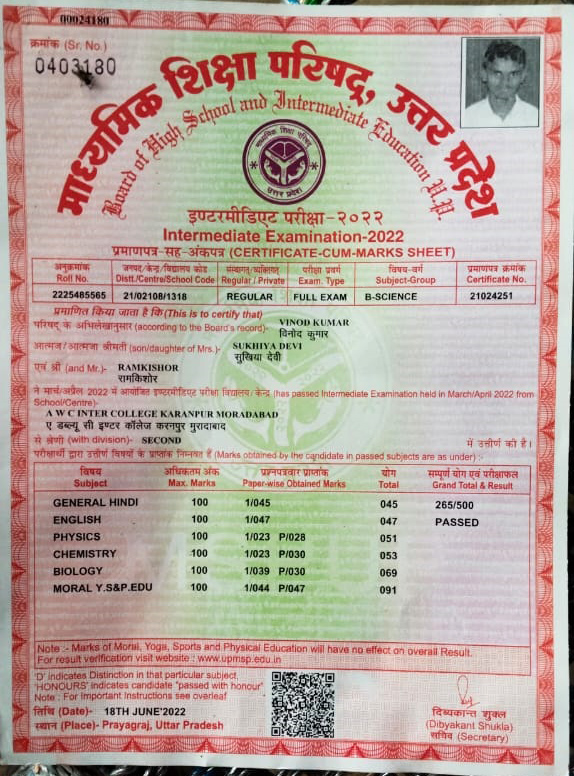 00024180
क्रमांक (Sr. No.)
0403180
माध्यमिक शिक्षा परिषद्, उत्तर प्रदेश
Board of High School and Intermediate Education U.P.
माध्यमिक शिक्षा परिषद्
उत्तर प्रदेश
इण्टरमीडिएट परीक्षा-२०२२
Intermediate Examination-2022
प्रमाणपत्र-सह-अंकपत्र (CERTIFICATE-CUM-MARKS SHEET)
अनुक्रमांक जनपद/केन्द्र/विद्यालय कोड संस्थागत/व्यक्तिगत परीक्षा प्रवर्ग विषय-वर्ग प्रमाणपत्र क्रमांक
Roll No. Distt./Centre/School Code Regular / Private Exam. Type Subject-Group Certificate No.
2225485565 21/02108/1318 REGULAR FULL EXAM B-SCIENCE 21024251
प्रमाणित किया जाता है कि (This is to certify that)
परिषद् के अभिलेखानुसार (according to the Board's record)- VINOD KUMAR
विनोद कुमार
आत्मज/आत्मजा श्रीमती (son/daughter of Mrs.)- SUKHIYA DEVI
सुखिया देवी
एवं श्री (and Mr.)- RAMKISHOR
रामकिशोर
ने मार्च/अप्रैल 2022 में आयोजित इण्टरमीडिएट परीक्षा विद्यालय/केन्द्र (has passed Intermediate Examination held in March/April 2022 from
School/Centre)-
A W C INTER COLLEGE KARANPUR MORADABAD
ए डब्ल्यू सी इण्टर कॉलेज करनपुर मुरादाबाद
से श्रेणी (with division)- SECOND में उत्तीर्ण की है।
परीक्षार्थी द्वारा उत्तीर्ण विषयों के प्राप्तांक निम्नवत हैं (Marks obtained by the candidate in passed subjects are as under) :-
विषय अधिकतम अंक प्रश्नपत्रवार प्राप्तांक योग सम्पूर्ण योग एवं परीक्षाफल
Subject Max. Marks Paper-wise Obtained Marks Total Grand Total & Result
GENERAL HINDI 100 1/045 045 265/500
ENGLISH 100 1/047 047 PASSED
PHYSICS 100 1/023 P/028 051
CHEMISTRY 100 1/023 P/030 053
BIOLOGY 100 1/039 P/030 069
MORAL Y.S&P.EDU 100 1/044 P/047 091
Note :- Marks of Moral, Yoga, Sports and Physical Education will have no effect on overall Result.
For result verification visit website : www.upmsp.edu.in
'D' indicates Distinction in that particular subject,
'HONOURS' indicates candidate "passed with honour"
Note : For Important Instructions see overleaf
तिथि (Date)- 18TH JUNE'2022
स्थान (Place)- Prayagraj, Uttar Pradesh
दिव्यकान्त शुक्ल
(Dibyakant Shukla)
सचिव (Secretary)